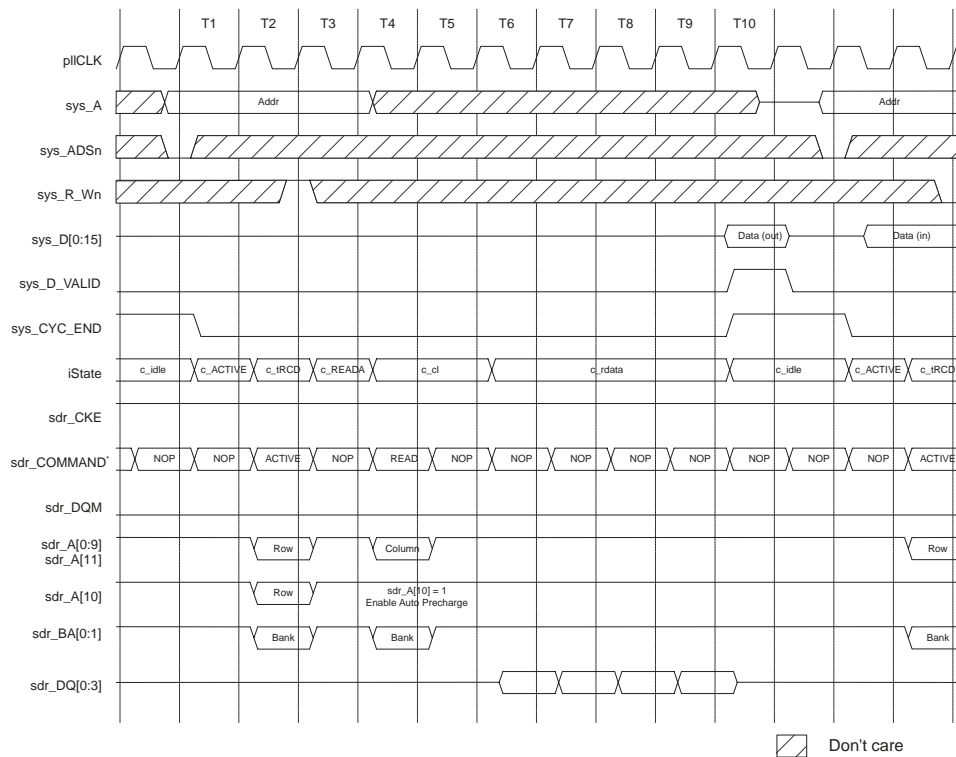 T1 T2 T3 T4 T5 T6 T7 T8 T9 T10
pllCLK
sys_A Addr Addr
sys_ADSn
sys_R_Wn
sys_D[0:15] Data (out) Data (in)
sys_D_VALID
sys_CYC_END
iState c_idle c_ACTIVE c_tRCD c_READA c_cl c_rdata c_idle c_ACTIVE c_tRCD
sdr_CKE
sdr_COMMAND* NOP NOP ACTIVE NOP READ NOP NOP NOP NOP NOP NOP NOP NOP ACTIVE
sdr_DQM
sdr_A[0:9]
sdr_A[11] Row Column Row
sdr_A[10] Row sdr_A[10] = 1
Enable Auto Precharge
sdr_BA[0:1] Bank Bank Bank
sdr_DQ[0:3]
Don't care